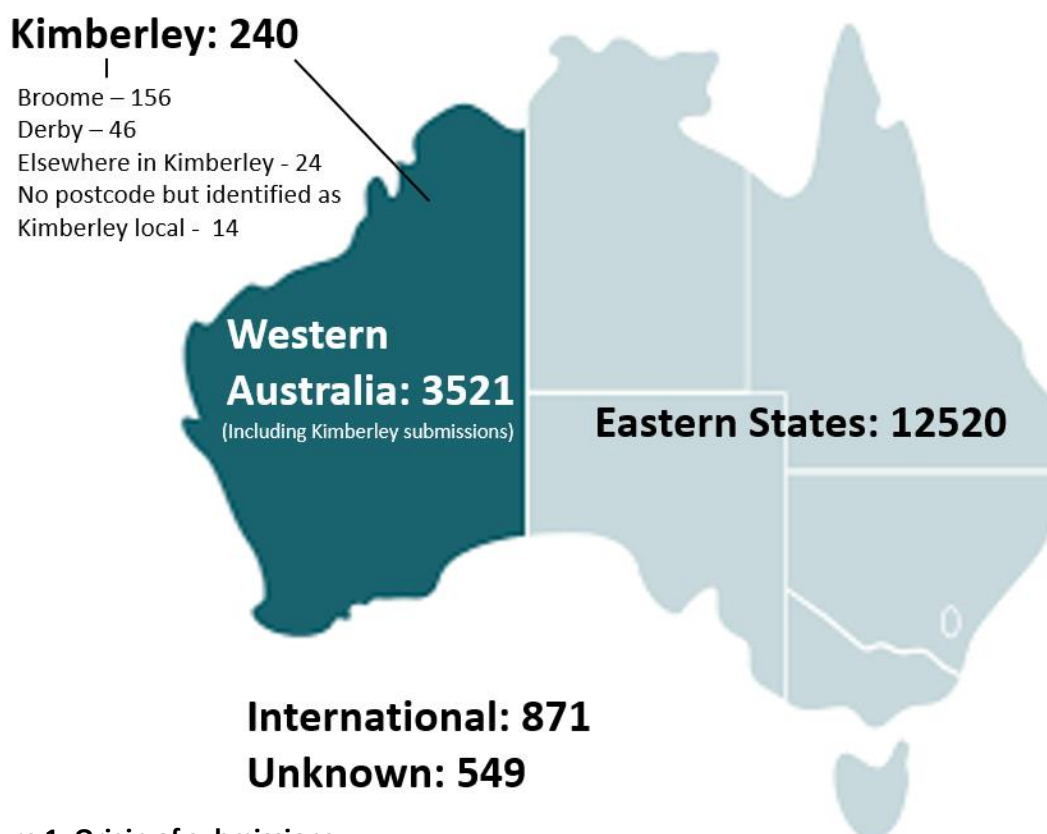 Kimberley: 240
Broome – 156
Derby – 46
Elsewhere in Kimberley - 24
No postcode but identified as
Kimberley local - 14
Western
Australia: 3521
(Including Kimberley submissions)
Eastern States: 12520
International: 871
Unknown: 549